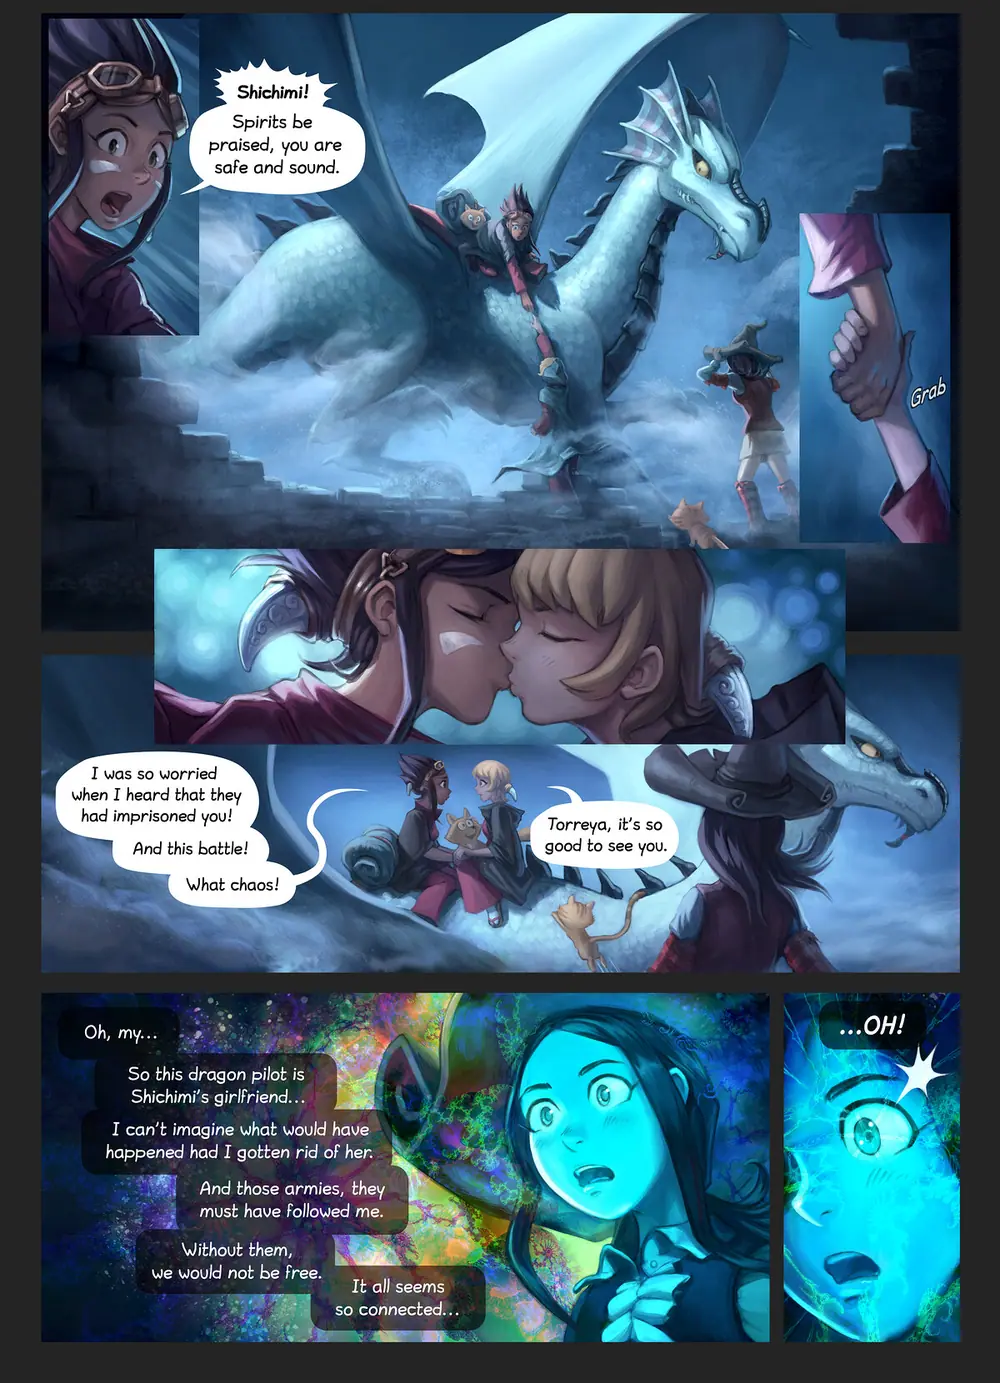 Shichimi!
Spirits be
praised, you are
safe and sound.
Grab
I was so worried
when I heard that they
had imprisoned you!
And this battle!
What chaos!
Torreya, it's so
good to see you.
Oh, my...
So this dragon pilot is
Shichimi's girlfriend...
I can't imagine what would have
happened had I gotten rid of her.
And those armies, they
must have followed me.
Without them,
we would not be free.
It all seems
so connected...
...OH!